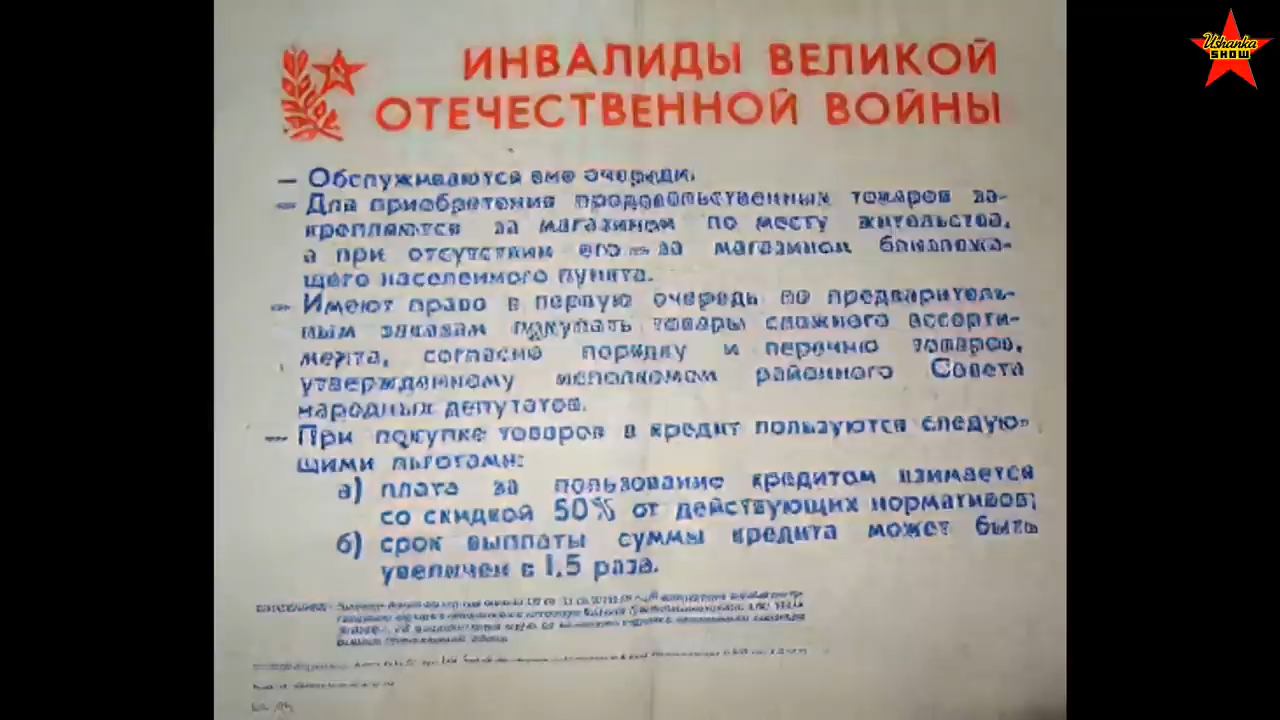 Ushanka
SHOW
ИНВАЛИДЫ ВЕЛИКОЙ
ОТЕЧЕСТВЕННОЙ ВОЙНЫ
— Обслуживаются вне очереди.
— Для приобретения продовольственных товаров за-
крепляются за магазином по месту жительства,
а при отсутствии его — за магазином близлежа-
щего населенного пункта.
— Имеют право в первую очередь по предваритель-
ным заказам покупать товары сложного ассорти-
мента, согласно порядку и перечню товаров,
утвержденному исполкомом районного Совета
народных депутатов.
— При покупке товаров в кредит пользуются следую-
щими льготами:
а) плата за пользование кредитом взимается
со скидкой 50% от действующих нормативов;
б) срок выплаты суммы кредита может быть
увеличен в 1,5 раза.